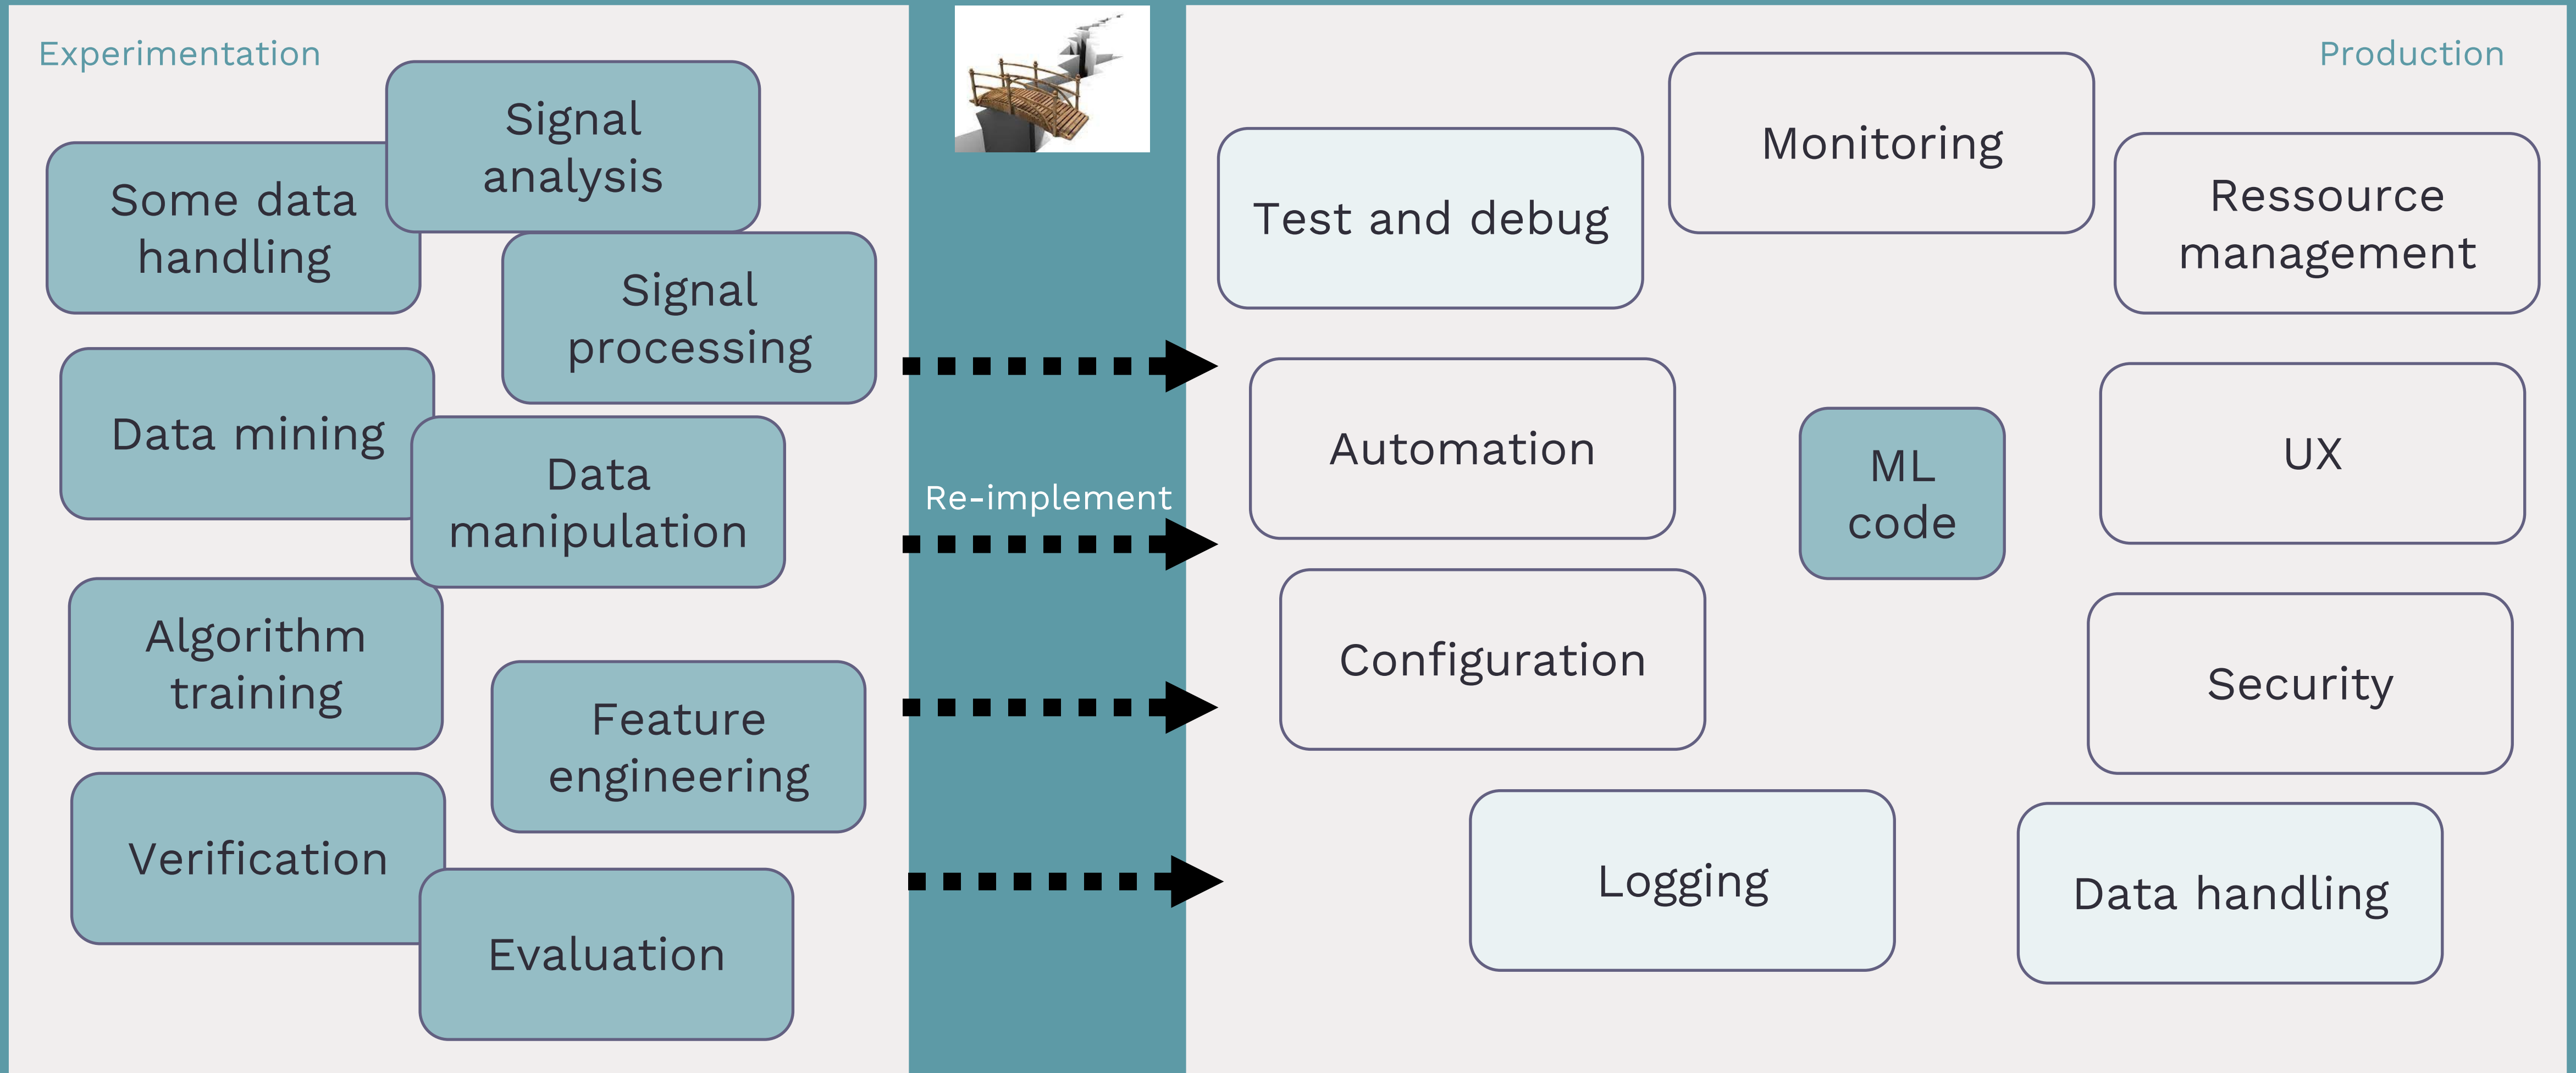 Experimentation
Signal
analysis
Some data
handling
Signal
processing
Data mining
Data
manipulation
Algorithm
training
Feature
engineering
Verification
Evaluation
Re-implement
Production
Monitoring
Test and debug
Ressource
management
Automation
ML
code
UX
Configuration
Security
Logging
Data handling